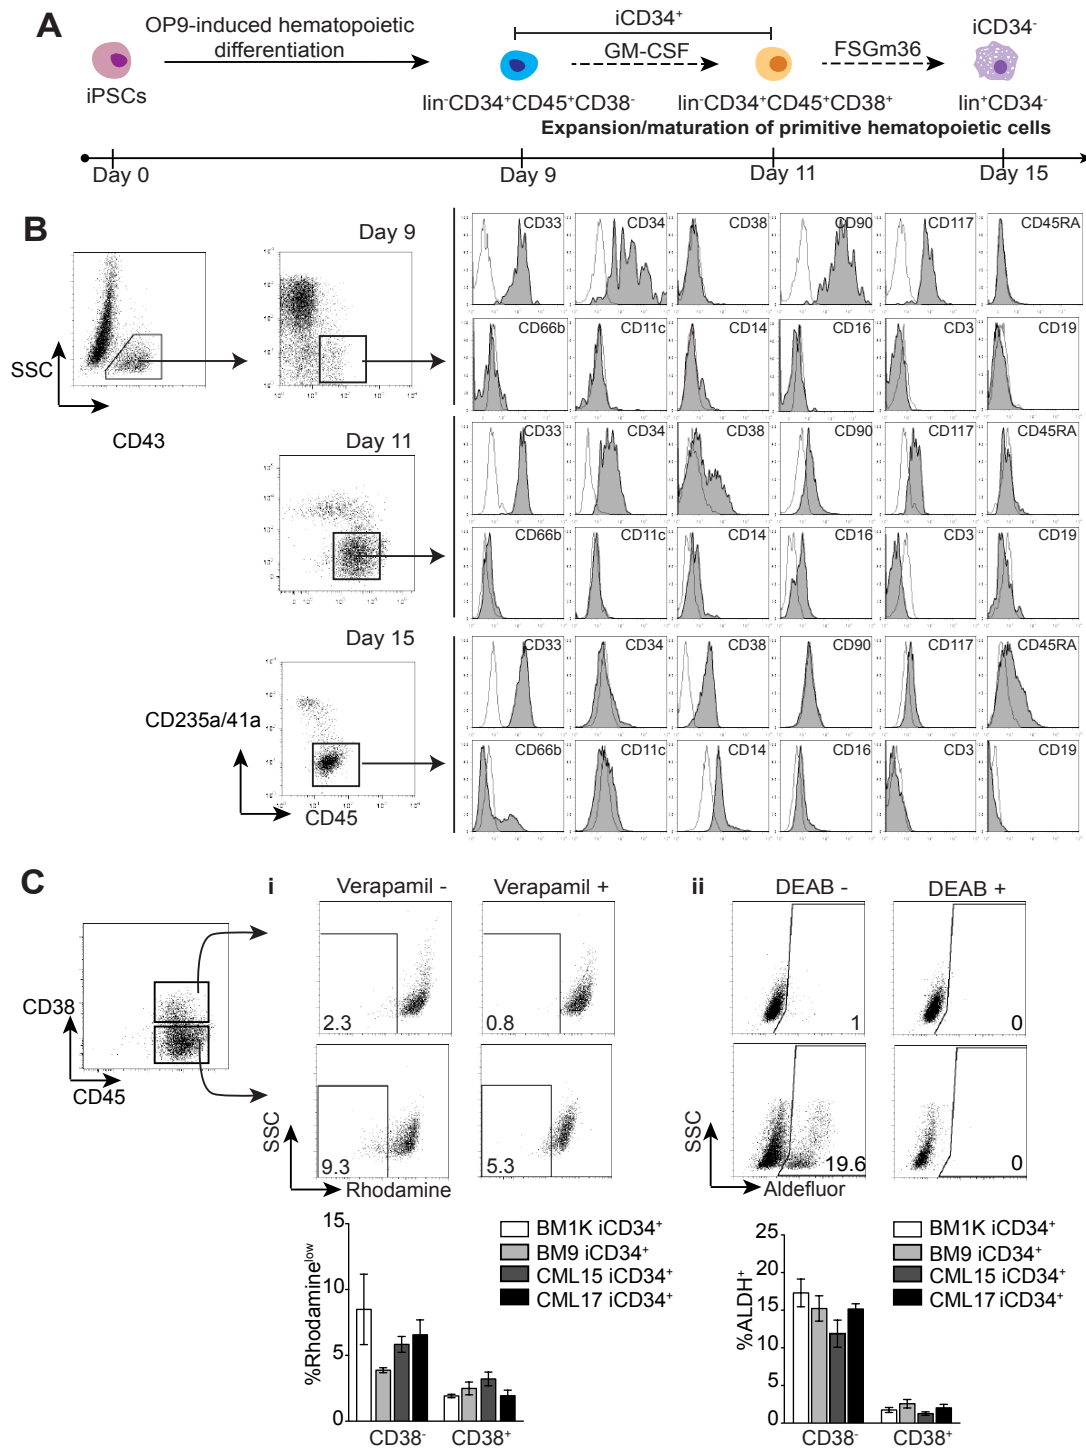 A
OP9-induced hematopoietic
differentiation
iCD34⁺
GM-CSF
FSGm36
iCD34⁻
iPSCs
lin⁻CD34⁺CD45⁺CD38⁻
lin⁻CD34⁺CD45⁺CD38⁺
lin⁺CD34⁻
Expansion/maturation of primitive hematopoietic cells
Day 0
Day 9
Day 11
Day 15
B
Day 9
SSC
CD43
CD33 CD34 CD38 CD90 CD117 CD45RA
CD66b CD11c CD14 CD16 CD3 CD19
Day 11
CD33 CD34 CD38 CD90 CD117 CD45RA
CD66b CD11c CD14 CD16 CD3 CD19
Day 15
CD235a/41a
CD45
CD33 CD34 CD38 CD90 CD117 CD45RA
CD66b CD11c CD14 CD16 CD3 CD19
C
CD38
CD45
i
Verapamil -
Verapamil +
2.3
0.8
9.3
5.3
SSC
Rhodamine
ii
DEAB -
DEAB +
1
0
19.6
0
SSC
Aldefluor
%Rhodamineˡᵒʷ
15
10
5
0
CD38⁻
CD38⁺
BM1K iCD34⁺
BM9 iCD34⁺
CML15 iCD34⁺
CML17 iCD34⁺
%ALDH⁺
25
20
15
10
5
0
CD38⁻
CD38⁺
BM1K iCD34⁺
BM9 iCD34⁺
CML15 iCD34⁺
CML17 iCD34⁺